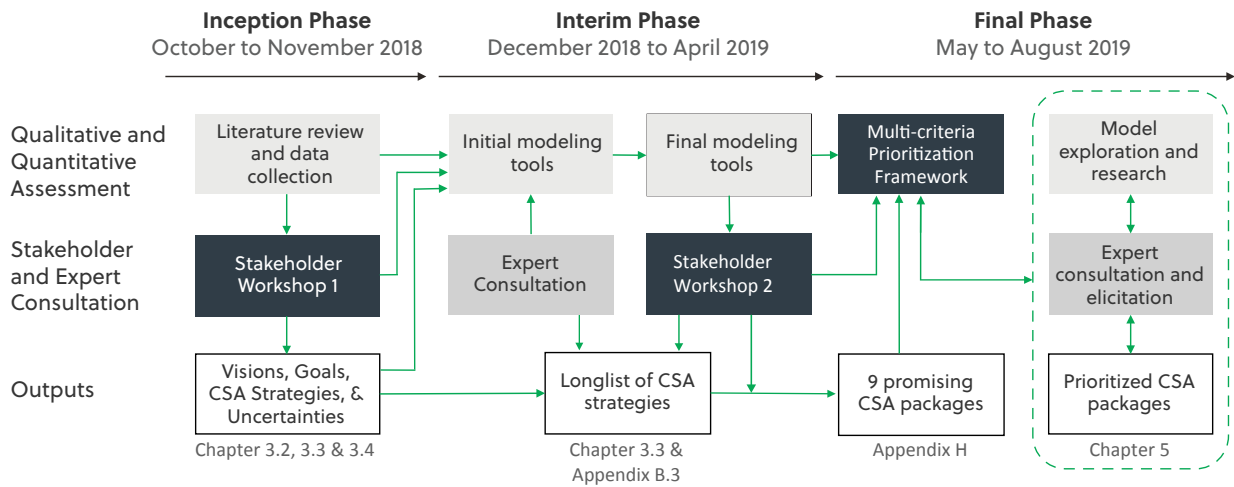 Inception Phase
October to November 2018
Interim Phase
December 2018 to April 2019
Final Phase
May to August 2019
Qualitative and
Quantitative
Assessment
Literature review
and data
collection
Initial modeling
tools
Final modeling
tools
Multi-criteria
Prioritization
Framework
Model
exploration and
research
Stakeholder
and Expert
Consultation
Stakeholder
Workshop 1
Expert
Consultation
Stakeholder
Workshop 2
Expert
consultation and
elicitation
Outputs
Visions, Goals,
CSA Strategies, &
Uncertainties
Longlist of CSA
strategies
9 promising
CSA packages
Prioritized CSA
packages
Chapter 3.2, 3.3 & 3.4
Chapter 3.3 &
Appendix B.3
Appendix H
Chapter 5